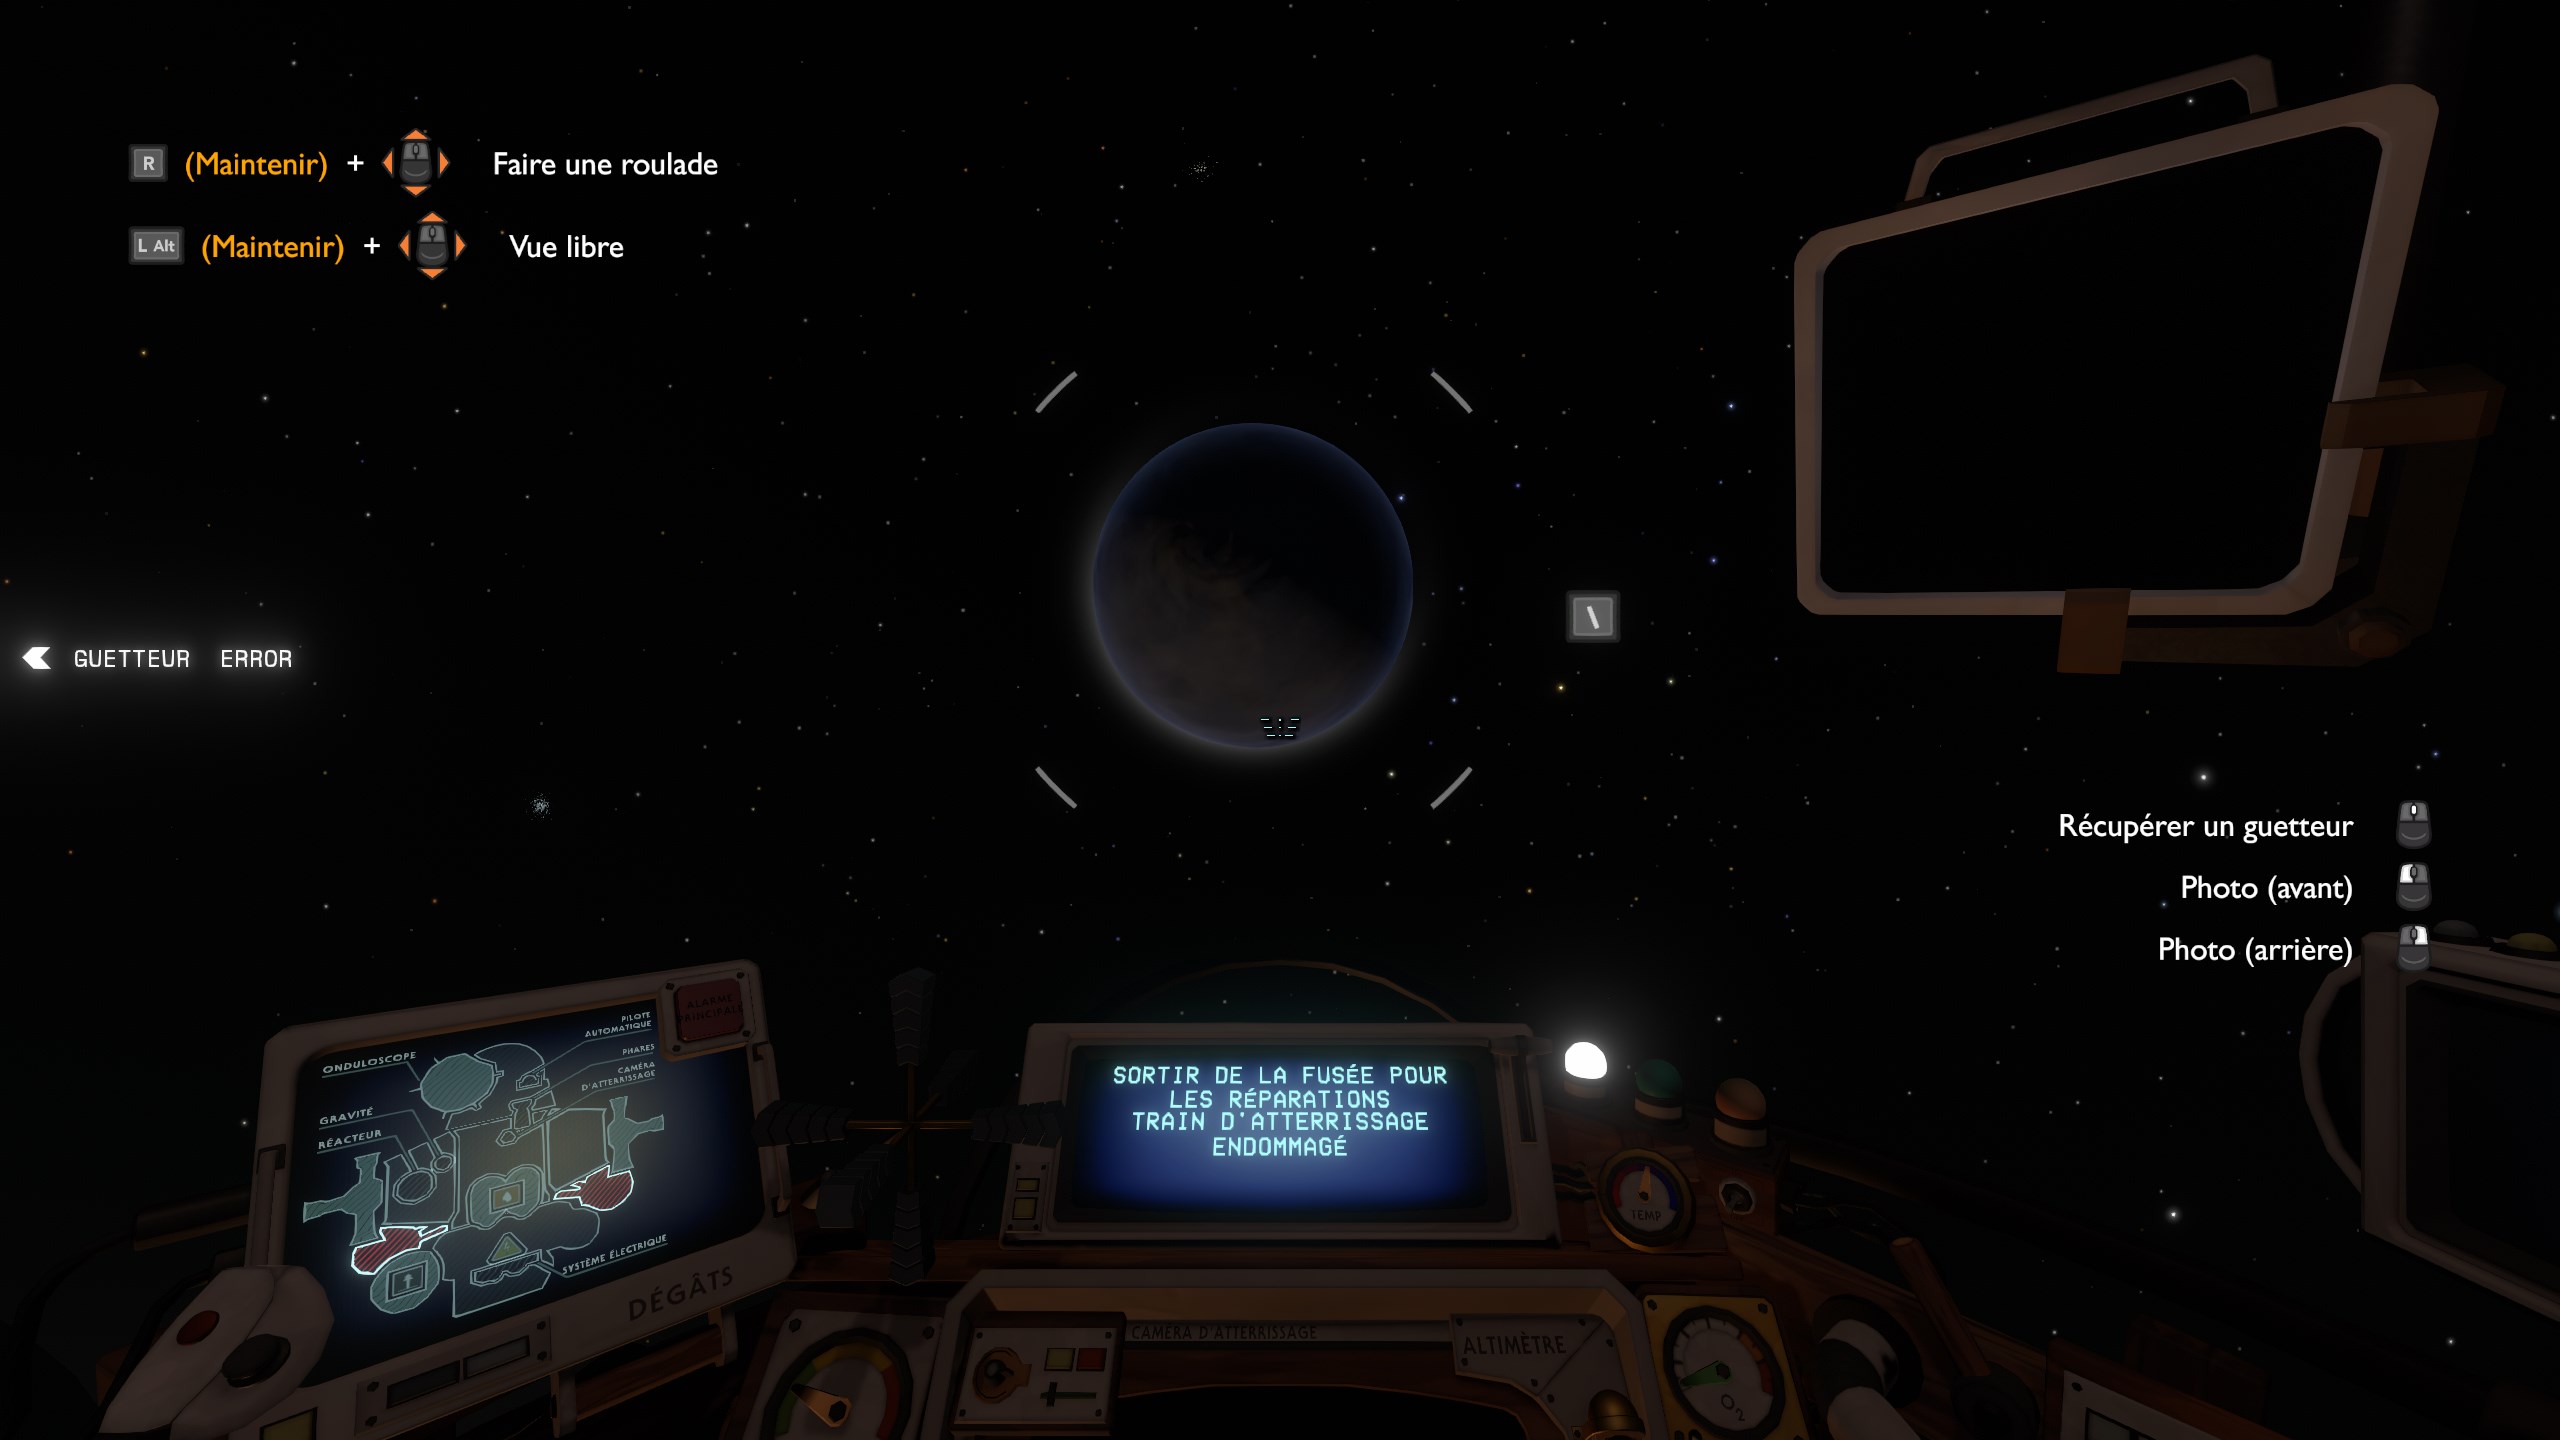 R (Maintenir) + Faire une roulade
L Alt (Maintenir) + Vue libre
\
GUETTEUR ERROR
Récupérer un guetteur
Photo (avant)
Photo (arrière)
ALARME
PRINCIPALE
PILOTE
AUTOMATIQUE
PHARES
CAMÉRA
D'ATTERRISSAGE
ONDULOSCOPE
GRAVITÉ
RÉACTEUR
SYSTÈME ÉLECTRIQUE
DÉGÂTS
SORTIR DE LA FUSÉE POUR
LES RÉPARATIONS
TRAIN D'ATTERRISSAGE
ENDOMMAGÉ
TEMP
CAMÉRA D'ATTERRISSAGE
ALTIMÈTRE
O2